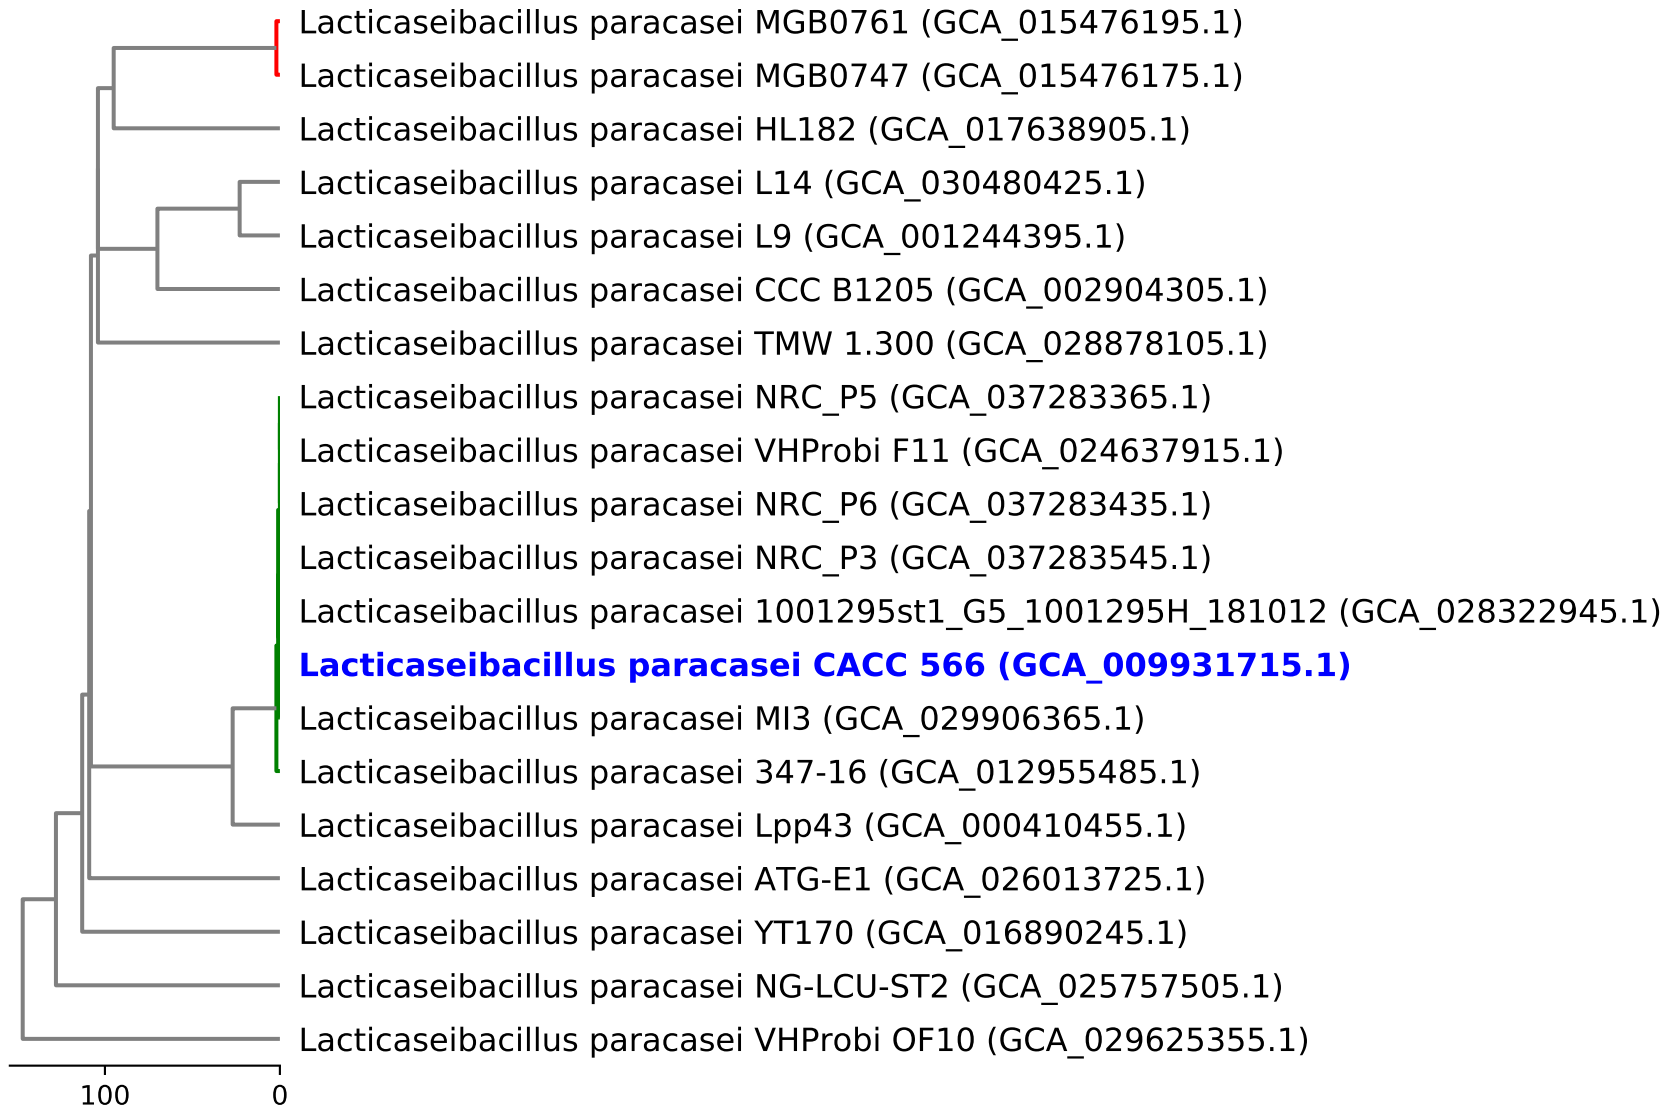 Lacticaseibacillus paracasei MGB0761 (GCA_015476195.1)
Lacticaseibacillus paracasei MGB0747 (GCA_015476175.1)
Lacticaseibacillus paracasei HL182 (GCA_017638905.1)
Lacticaseibacillus paracasei L14 (GCA_030480425.1)
Lacticaseibacillus paracasei L9 (GCA_001244395.1)
Lacticaseibacillus paracasei CCC B1205 (GCA_002904305.1)
Lacticaseibacillus paracasei TMW 1.300 (GCA_028878105.1)
Lacticaseibacillus paracasei NRC_P5 (GCA_037283365.1)
Lacticaseibacillus paracasei VHProbi F11 (GCA_024637915.1)
Lacticaseibacillus paracasei NRC_P6 (GCA_037283435.1)
Lacticaseibacillus paracasei NRC_P3 (GCA_037283545.1)
Lacticaseibacillus paracasei 1001295st1_G5_1001295H_181012 (GCA_028322945.1)
Lacticaseibacillus paracasei CACC 566 (GCA_009931715.1)
Lacticaseibacillus paracasei MI3 (GCA_029906365.1)
Lacticaseibacillus paracasei 347-16 (GCA_012955485.1)
Lacticaseibacillus paracasei Lpp43 (GCA_000410455.1)
Lacticaseibacillus paracasei ATG-E1 (GCA_026013725.1)
Lacticaseibacillus paracasei YT170 (GCA_016890245.1)
Lacticaseibacillus paracasei NG-LCU-ST2 (GCA_025757505.1)
Lacticaseibacillus paracasei VHProbi OF10 (GCA_029625355.1)
100 0